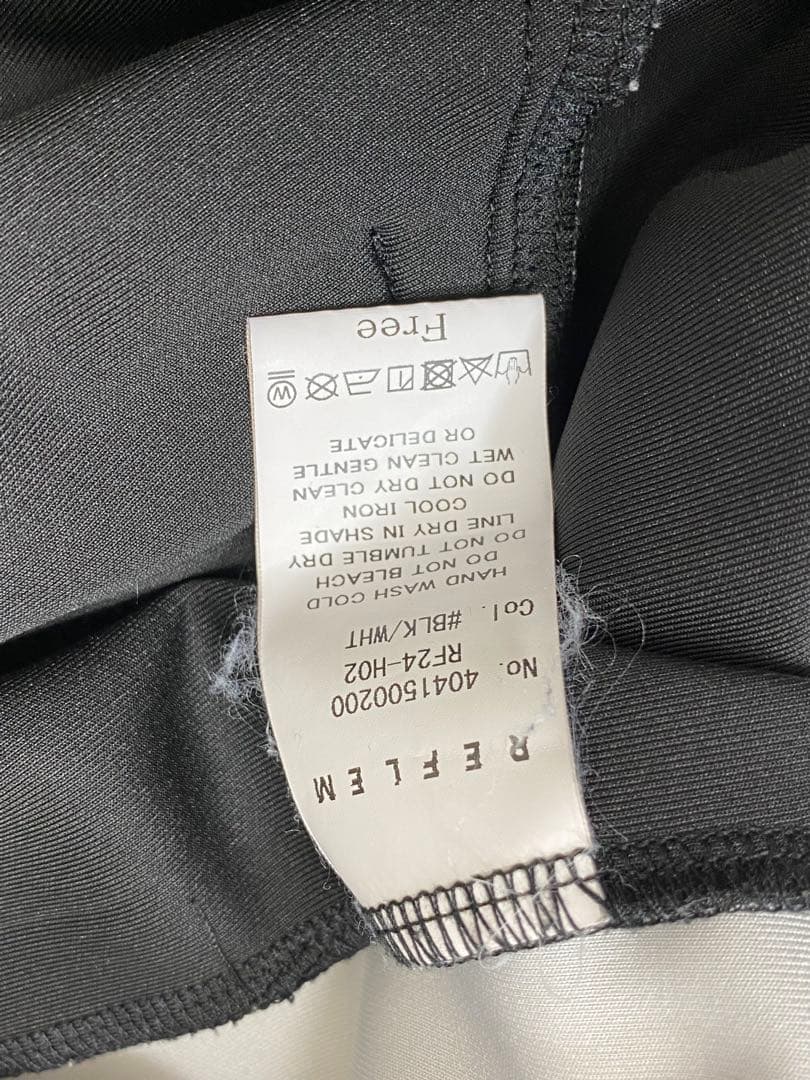 REFLEM
No. 4041500200
RF24-H02
Col. #BLK/WHT
HAND WASH COLD
DO NOT BLEACH
DO NOT TUMBLE DRY
LINE DRY IN SHADE
COOL IRON
DO NOT DRY CLEAN
WET CLEAN GENTLE
OR DELICATE
W
Free